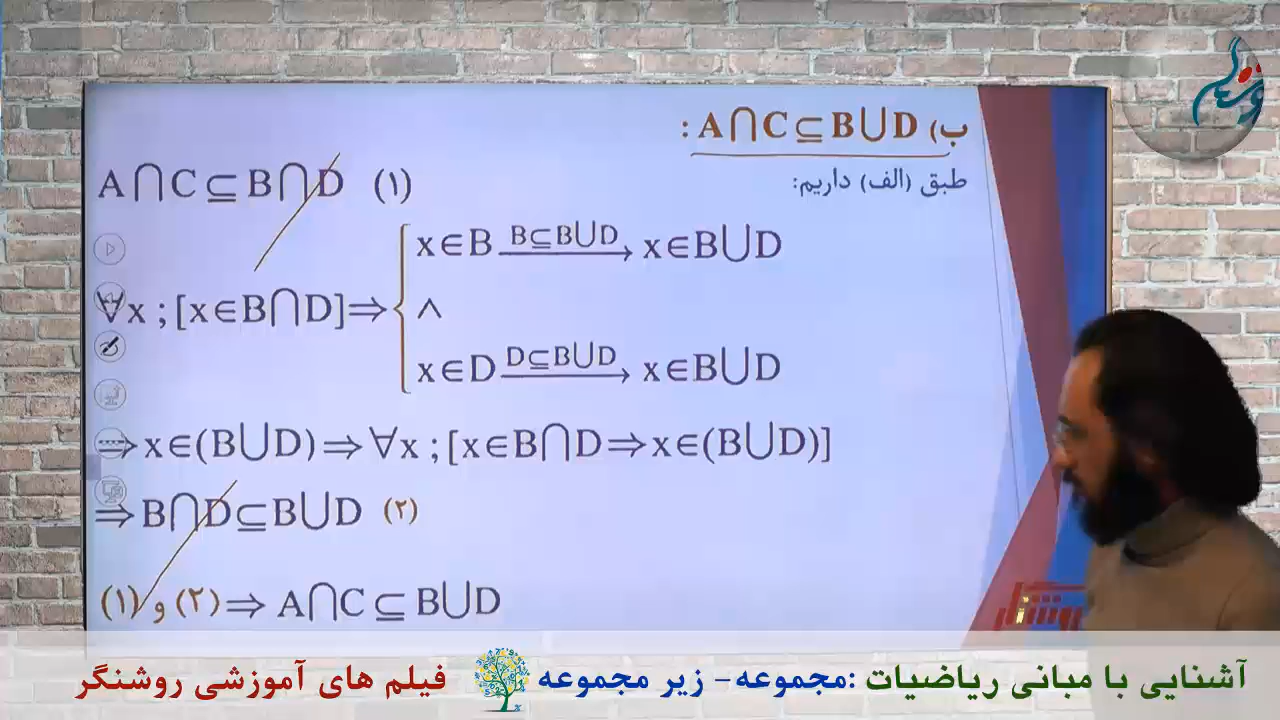 ب) A⋂C⊆B⋃D :
طبق (الف) داریم:
A⋂C⊆B⋂D (۱)
∀x ;[x∈B⋂D]⇒{ x∈B B⊆B⋃D→ x∈B⋃D
∧
x∈D D⊆B⋃D→ x∈B⋃D
⇒x∈(B⋃D)⇒∀x ;[x∈B⋂D⇒x∈(B⋃D)]
⇒B⋂D⊆B⋃D (۲)
(۱) و (۲)⇒ A⋂C⊆B⋃D
آشنایی با مبانی ریاضیات :مجموعه- زیر مجموعه فیلم های آموزشی روشنگر